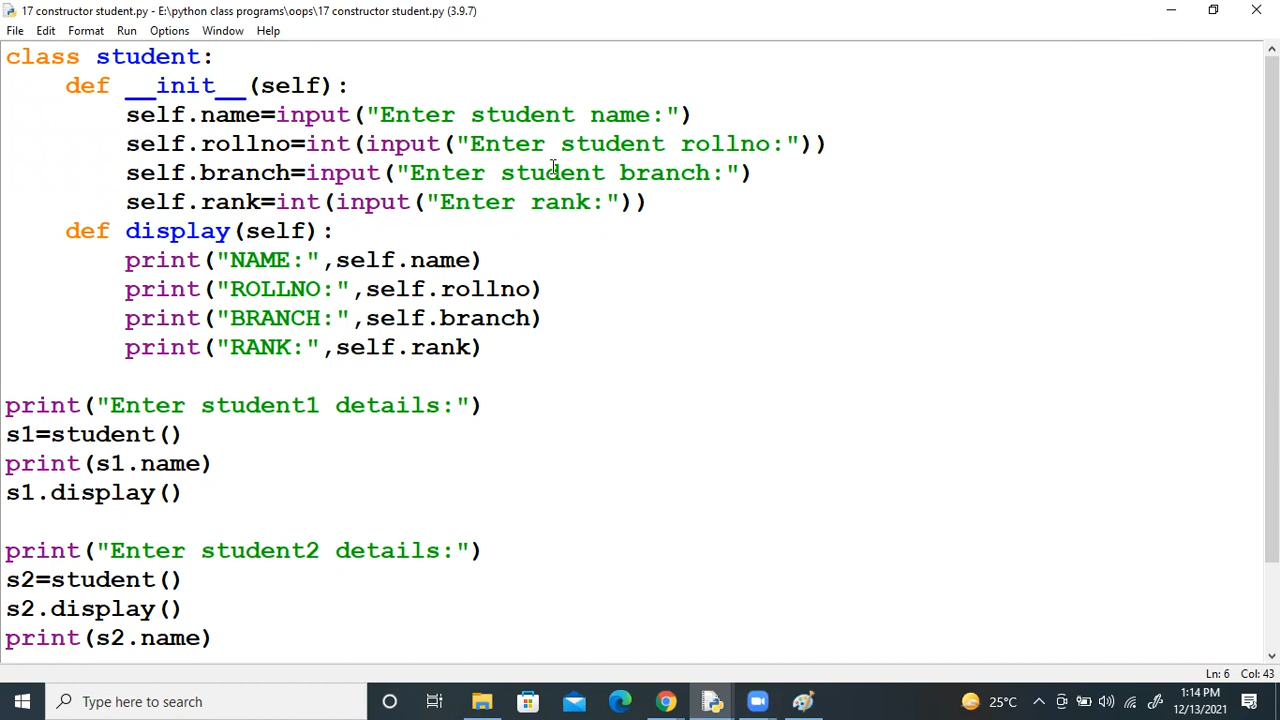 17 constructor student.py - E:\python class programs\oops\17 constructor student.py (3.9.7)
File Edit Format Run Options Window Help
class student:
    def __init__(self):
        self.name=input("Enter student name:")
        self.rollno=int(input("Enter student rollno:"))
        self.branch=input("Enter student branch:")
        self.rank=int(input("Enter rank:"))
    def display(self):
        print("NAME:",self.name)
        print("ROLLNO:",self.rollno)
        print("BRANCH:",self.branch)
        print("RANK:",self.rank)
print("Enter student1 details:")
s1=student()
print(s1.name)
s1.display()
print("Enter student2 details:")
s2=student()
s2.display()
print(s2.name)
Ln: 6 Col: 43
Type here to search
25°C
1:14 PM
12/13/2021